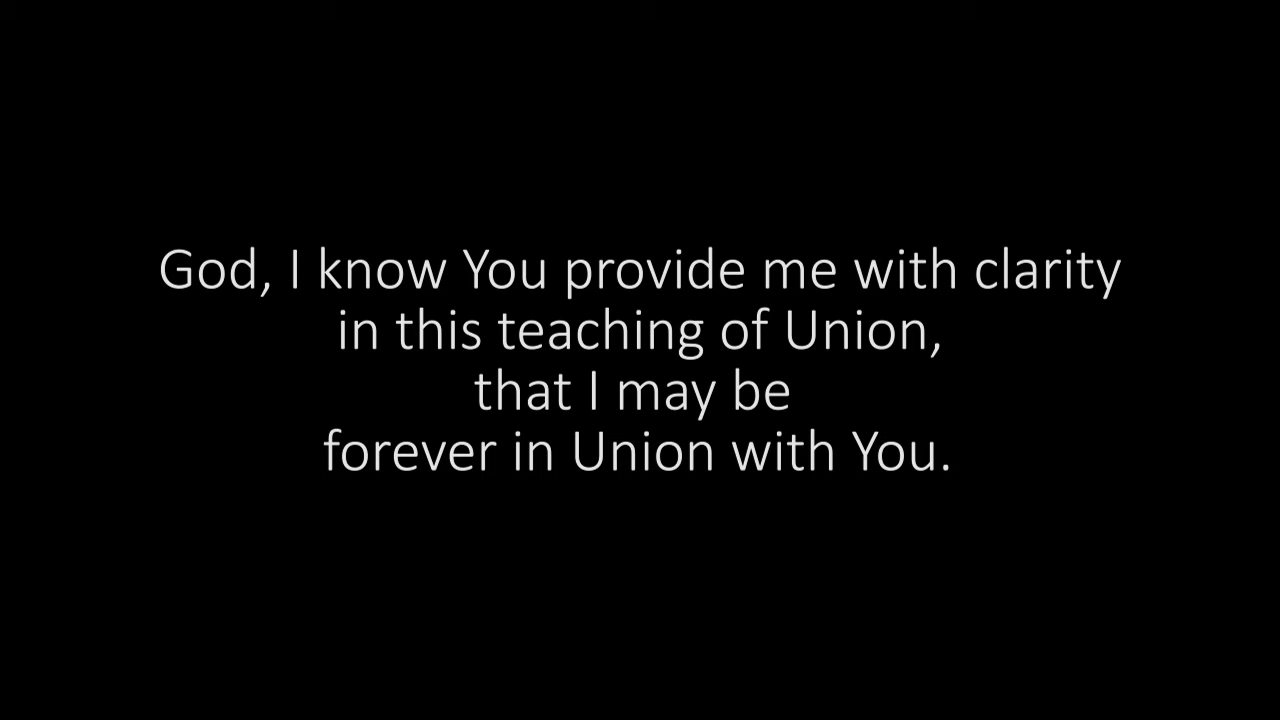 God, I know You provide me with clarity
in this teaching of Union,
that I may be
forever in Union with You.